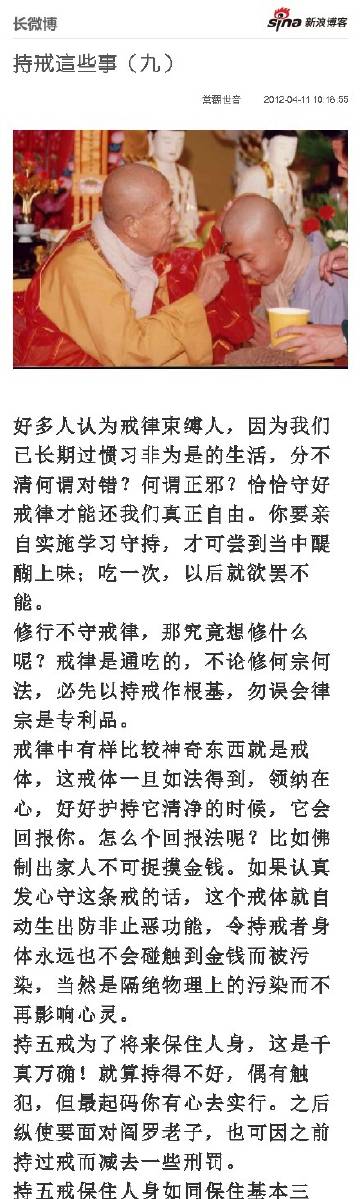 长微博
sina 新浪博客
持戒這些事（九）
2012-04-11 10:16:55
好多人认为戒律束缚人，因为我们
已长期过惯习非为是的生活，分不
清何谓对错？何谓正邪？恰恰守好
戒律才能还我们真正自由。你要亲
自实施学习守持，才可尝到当中醍
醐上味；吃一次，以后就欲罢不
能。
修行不守戒律，那究竟想修什么
呢？戒律是通吃的，不论修何宗何
法，必先以持戒作根基，勿误会律
宗是专利品。
戒律中有样比较神奇东西就是戒
体，这戒体一旦如法得到，领纳在
心，好好护持它清净的时候，它会
回报你。怎么个回报法呢？比如佛
制出家人不可捉摸金钱。如果认真
发心守这条戒的话，这个戒体就自
动生出防非止恶功能，令持戒者身
体永远也不会碰触到金钱而被污
染，当然是隔绝物理上的污染而不
再影响心灵。
持五戒为了将来保住人身，这是千
真万确！就算持得不好，偶有触
犯，但最起码你有心去实行。之后
纵使要面对阎罗老子，也可因之前
持过戒而减去一些刑罚。
持五戒保住人身如同保住基本三